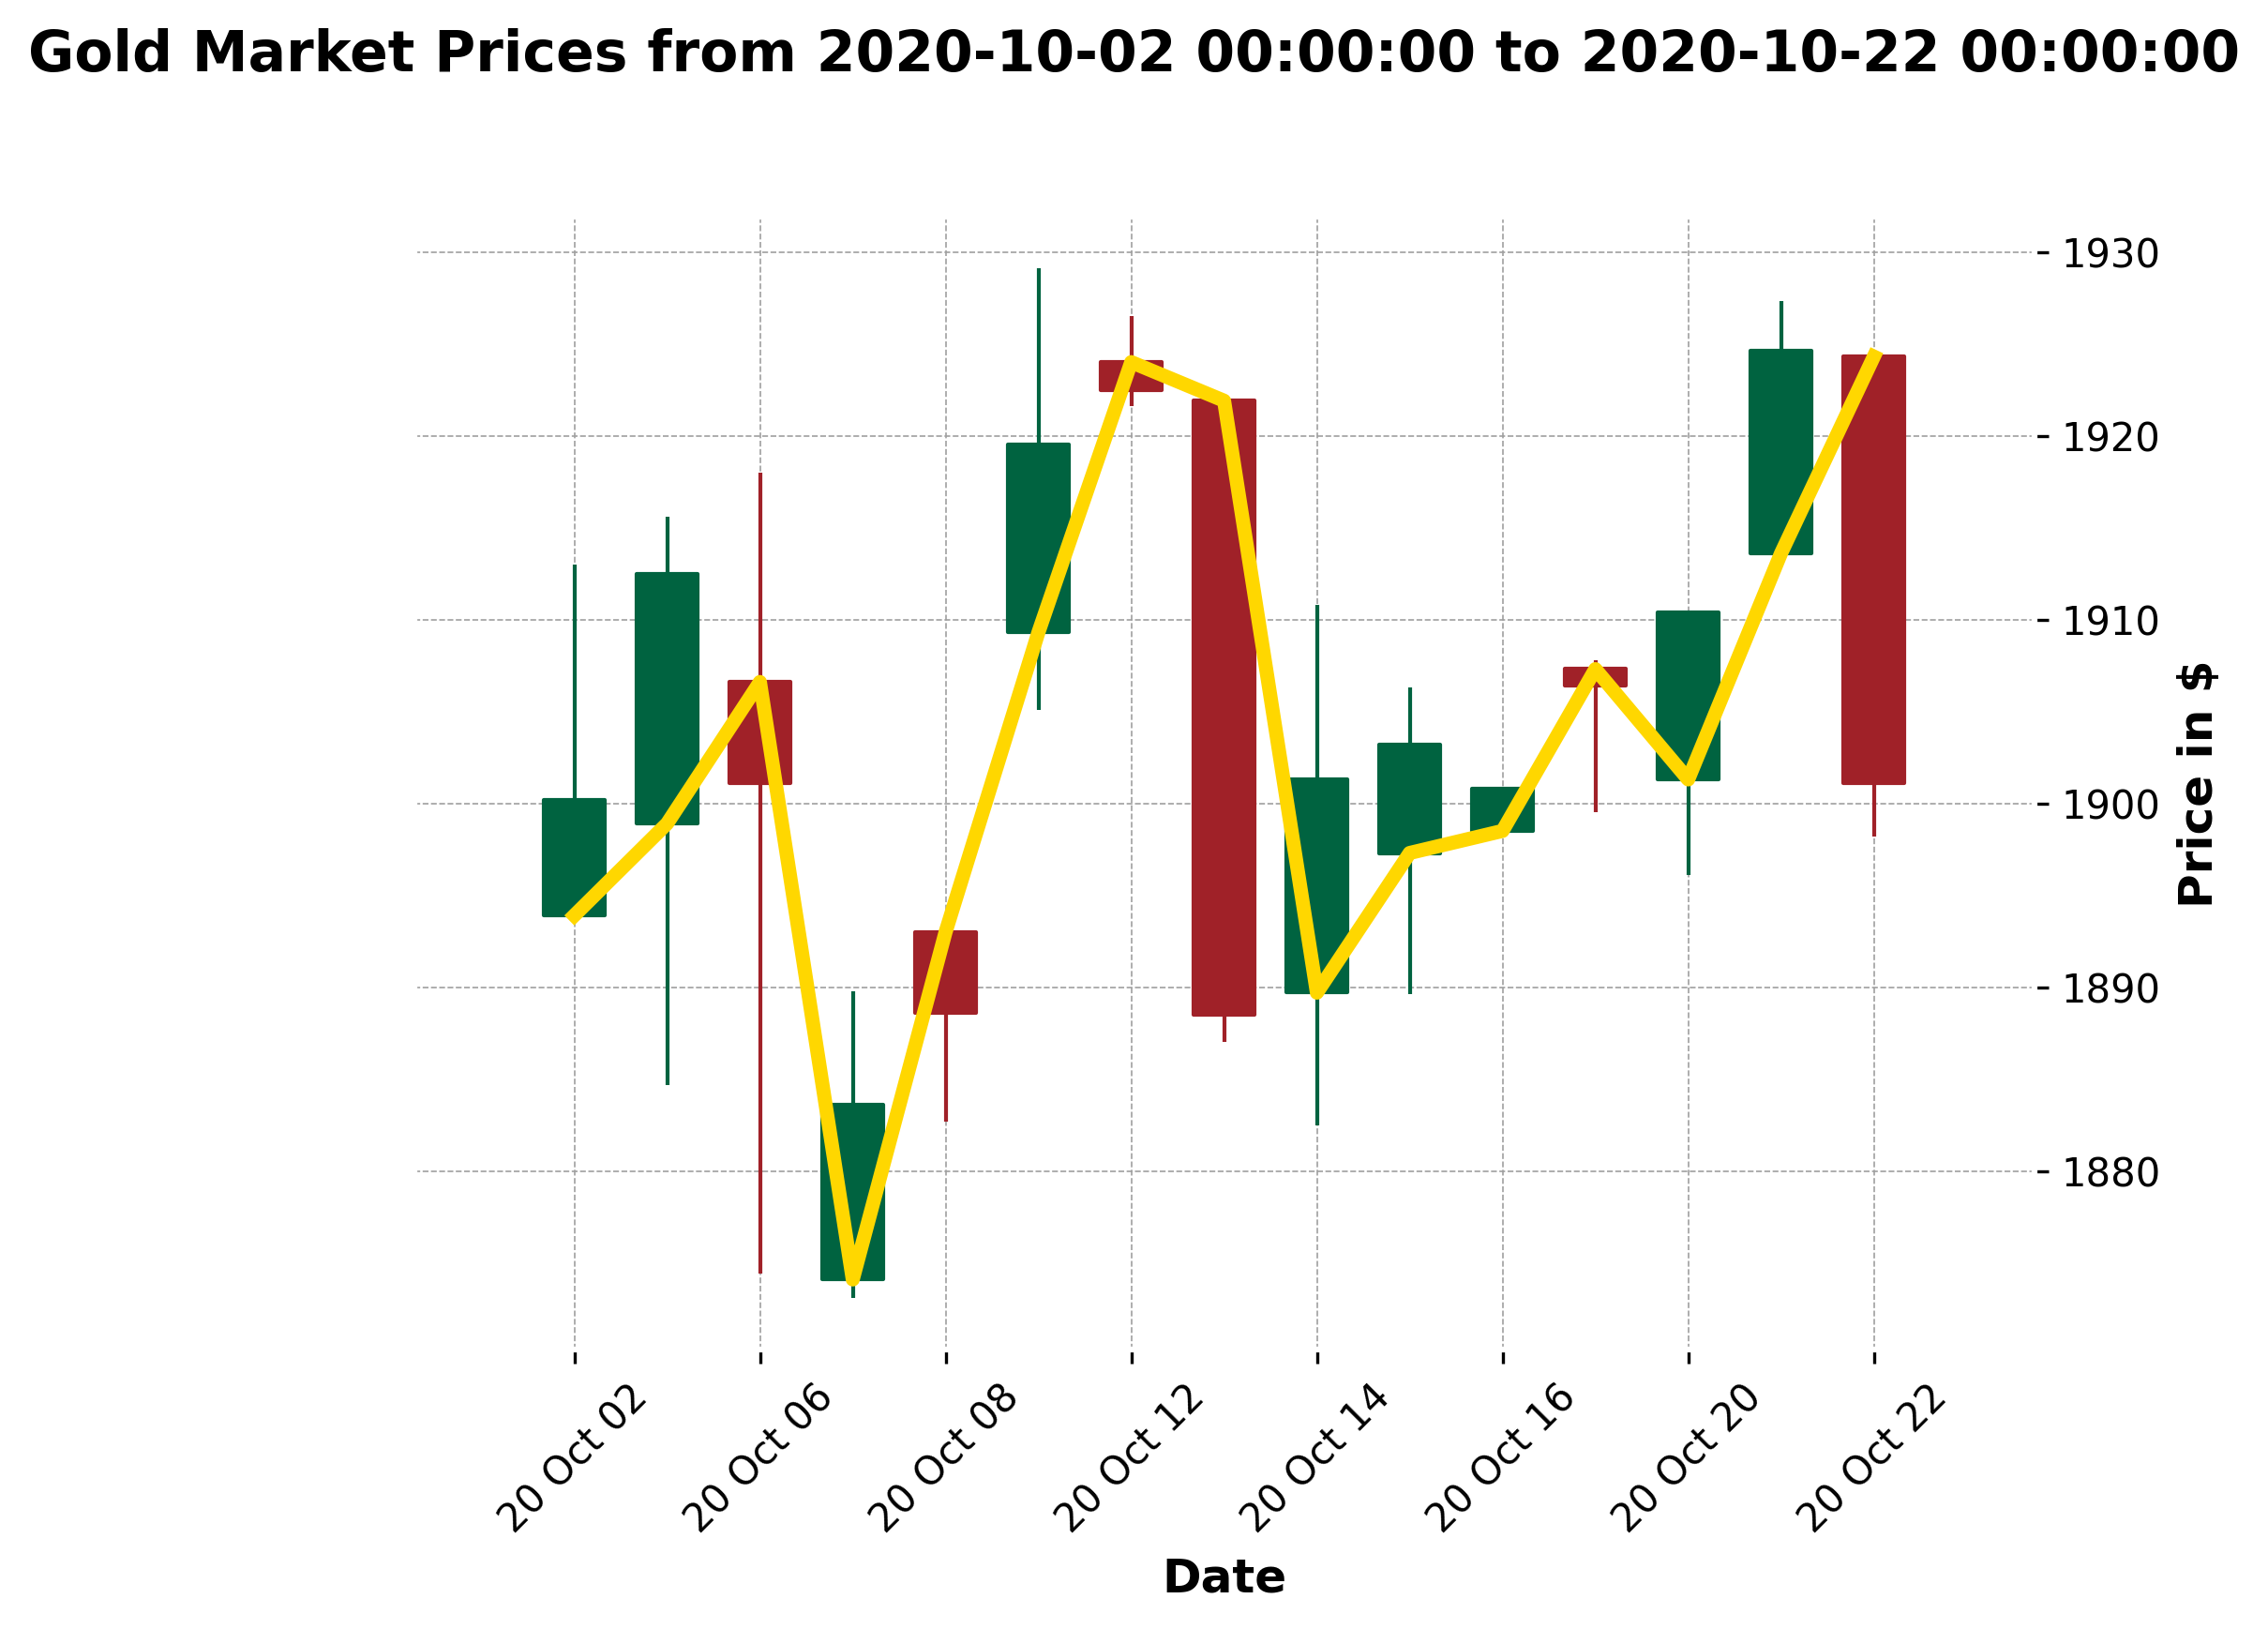 Gold Market Prices from 2020-10-02 00:00:00 to 2020-10-22 00:00:00
1930
1920
1910
1900
1890
1880
Price in $
20 Oct 02
20 Oct 06
20 Oct 08
20 Oct 12
20 Oct 14
20 Oct 16
20 Oct 20
20 Oct 22
Date